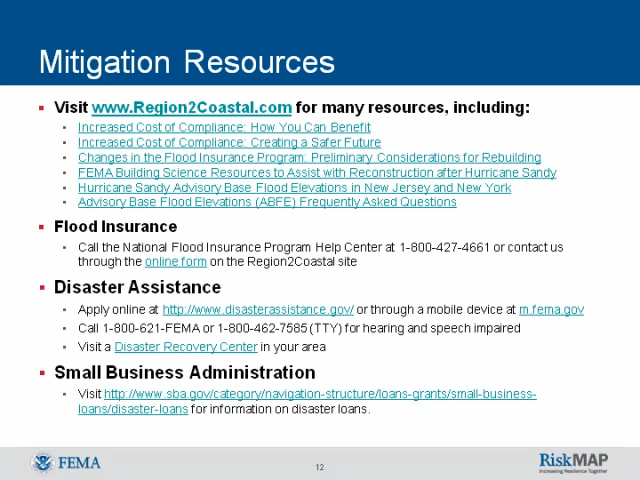 Mitigation Resources
Visit www.Region2Coastal.com for many resources, including:
Increased Cost of Compliance: How You Can Benefit
Increased Cost of Compliance: Creating a Safer Future
Changes in the Flood Insurance Program: Preliminary Considerations for Rebuilding
FEMA Building Science Resources to Assist with Reconstruction after Hurricane Sandy
Hurricane Sandy Advisory Base Flood Elevations in New Jersey and New York
Advisory Base Flood Elevations (ABFE) Frequently Asked Questions
Flood Insurance
Call the National Flood Insurance Program Help Center at 1-800-427-4661 or contact us
through the online form on the Region2Coastal site
Disaster Assistance
Apply online at http://www.disasterassistance.gov/ or through a mobile device at m.fema.gov
Call 1-800-621-FEMA or 1-800-462-7585 (TTY) for hearing and speech impaired
Visit a Disaster Recovery Center in your area
Small Business Administration
Visit http://www.sba.gov/category/navigation-structure/loans-grants/small-business-
loans/disaster-loans for information on disaster loans.
FEMA
12
RiskMAP
Increasing Resilience Together